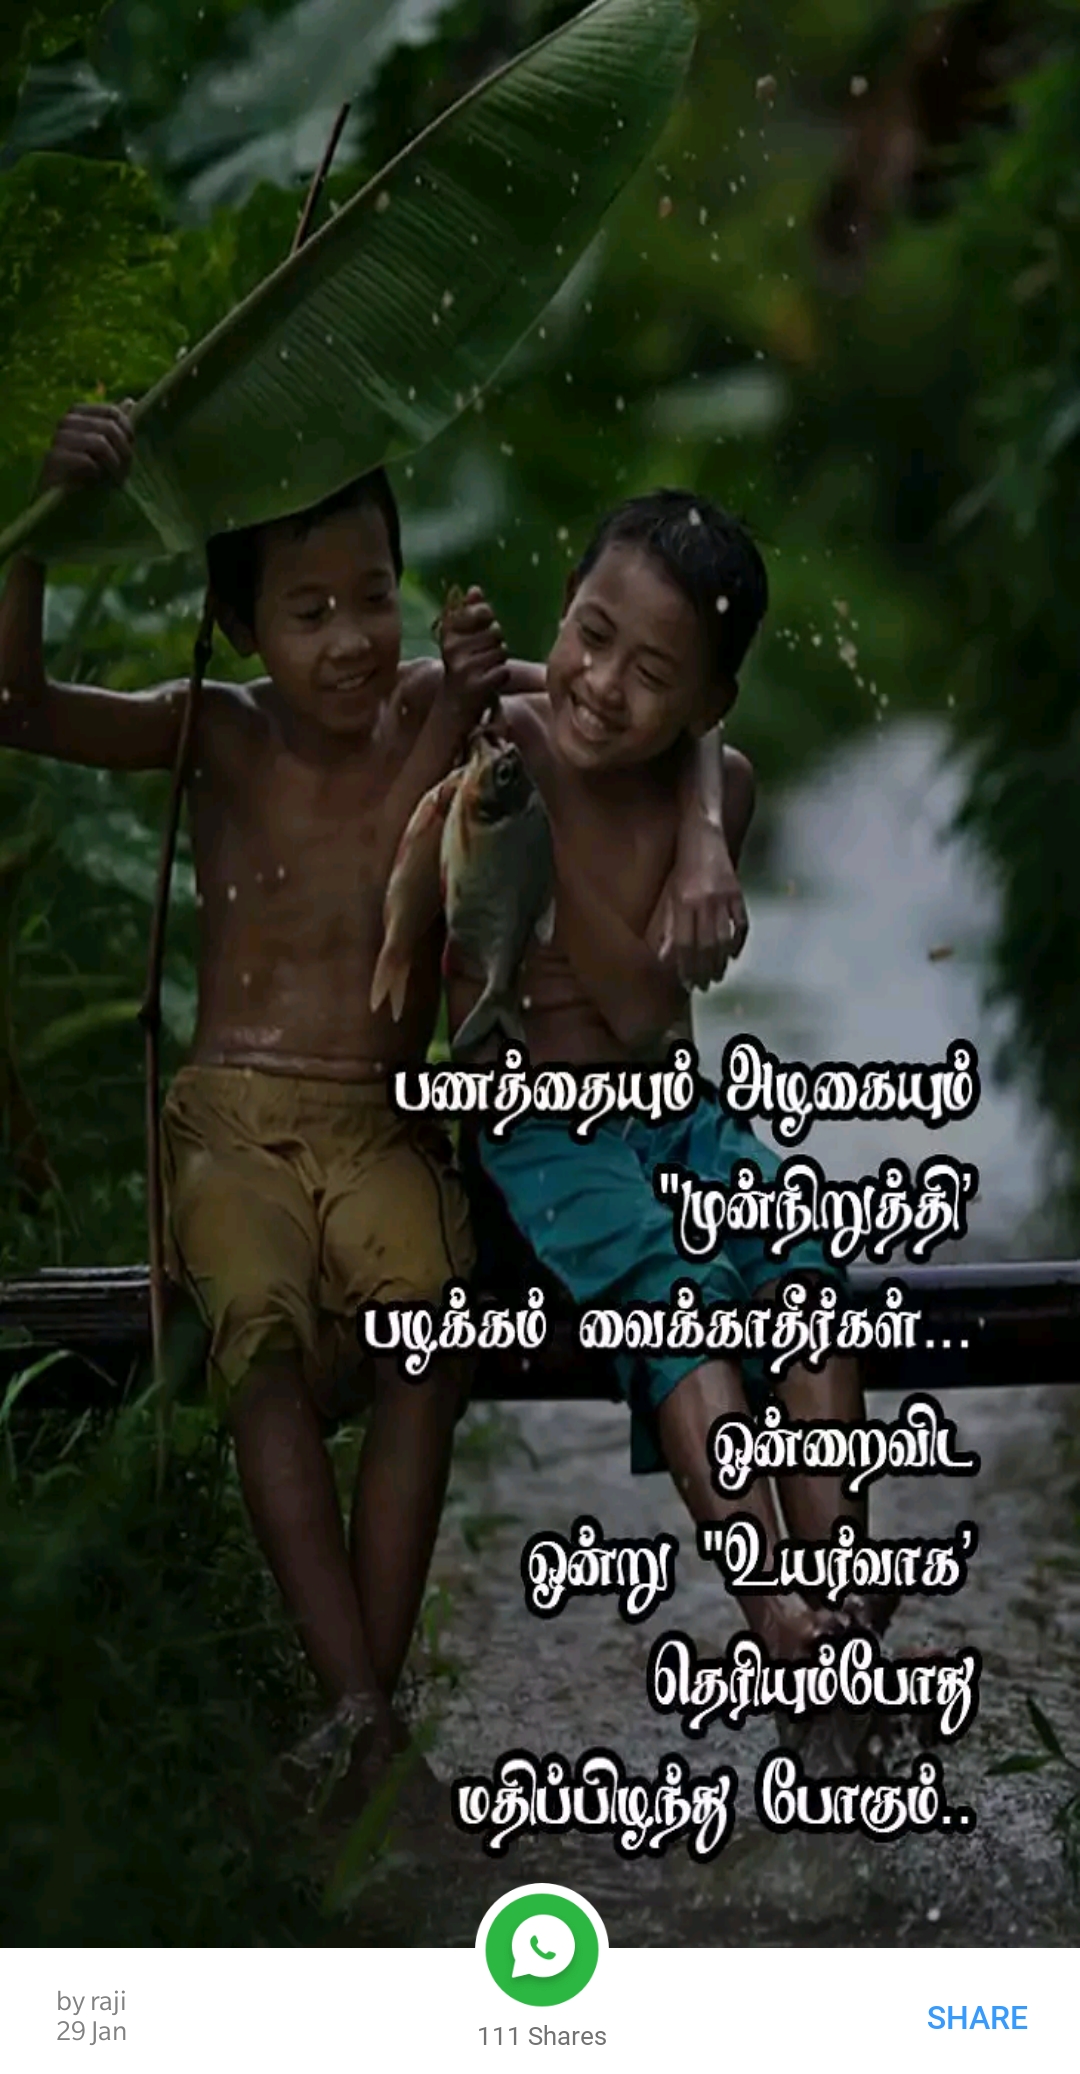 பணத்தையும் அழகையும்
"முன்நிறுத்தி'
பழக்கம் வைக்காதீர்கள்...
ஒன்றைவிட
ஒன்று "உயர்வாக'
தெரியும்போது
மதிப்பிழந்து போகும்..
by raji
29 Jan
111 Shares
SHARE